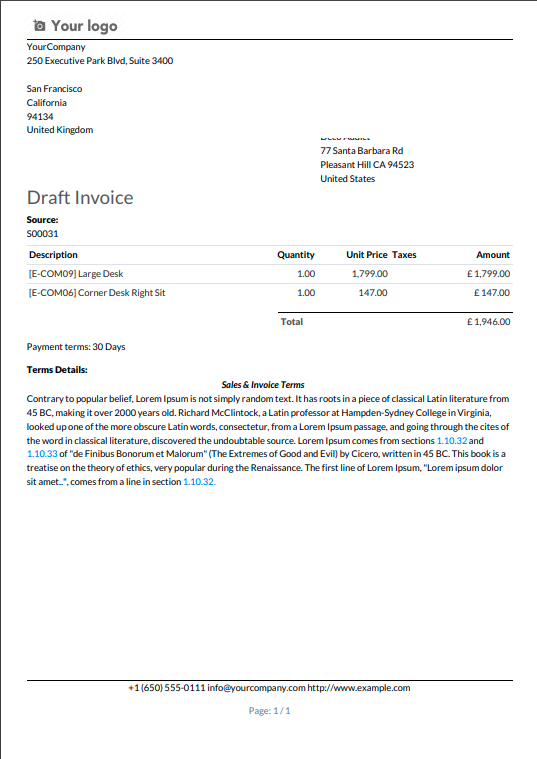 Your logo
YourCompany
250 Executive Park Blvd, Suite 3400
San Francisco
California
94134
United Kingdom
Deco Addict
77 Santa Barbara Rd
Pleasant Hill CA 94523
United States
Draft Invoice
Source:
S00031
Description Quantity Unit Price Taxes Amount
[E-COM09] Large Desk 1.00 1,799.00 £ 1,799.00
[E-COM06] Corner Desk Right Sit 1.00 147.00 £ 147.00
Total £ 1,946.00
Payment terms: 30 Days
Terms Details:
Sales & Invoice Terms
Contrary to popular belief, Lorem Ipsum is not simply random text. It has roots in a piece of classical Latin literature from
45 BC, making it over 2000 years old. Richard McClintock, a Latin professor at Hampden-Sydney College in Virginia,
looked up one of the more obscure Latin words, consectetur, from a Lorem Ipsum passage, and going through the cites of
the word in classical literature, discovered the undoubtable source. Lorem Ipsum comes from sections 1.10.32 and
1.10.33 of "de Finibus Bonorum et Malorum" (The Extremes of Good and Evil) by Cicero, written in 45 BC. This book is a
treatise on the theory of ethics, very popular during the Renaissance. The first line of Lorem Ipsum, "Lorem ipsum dolor
sit amet..", comes from a line in section 1.10.32.
+1 (650) 555-0111 info@yourcompany.com http://www.example.com
Page: 1 / 1